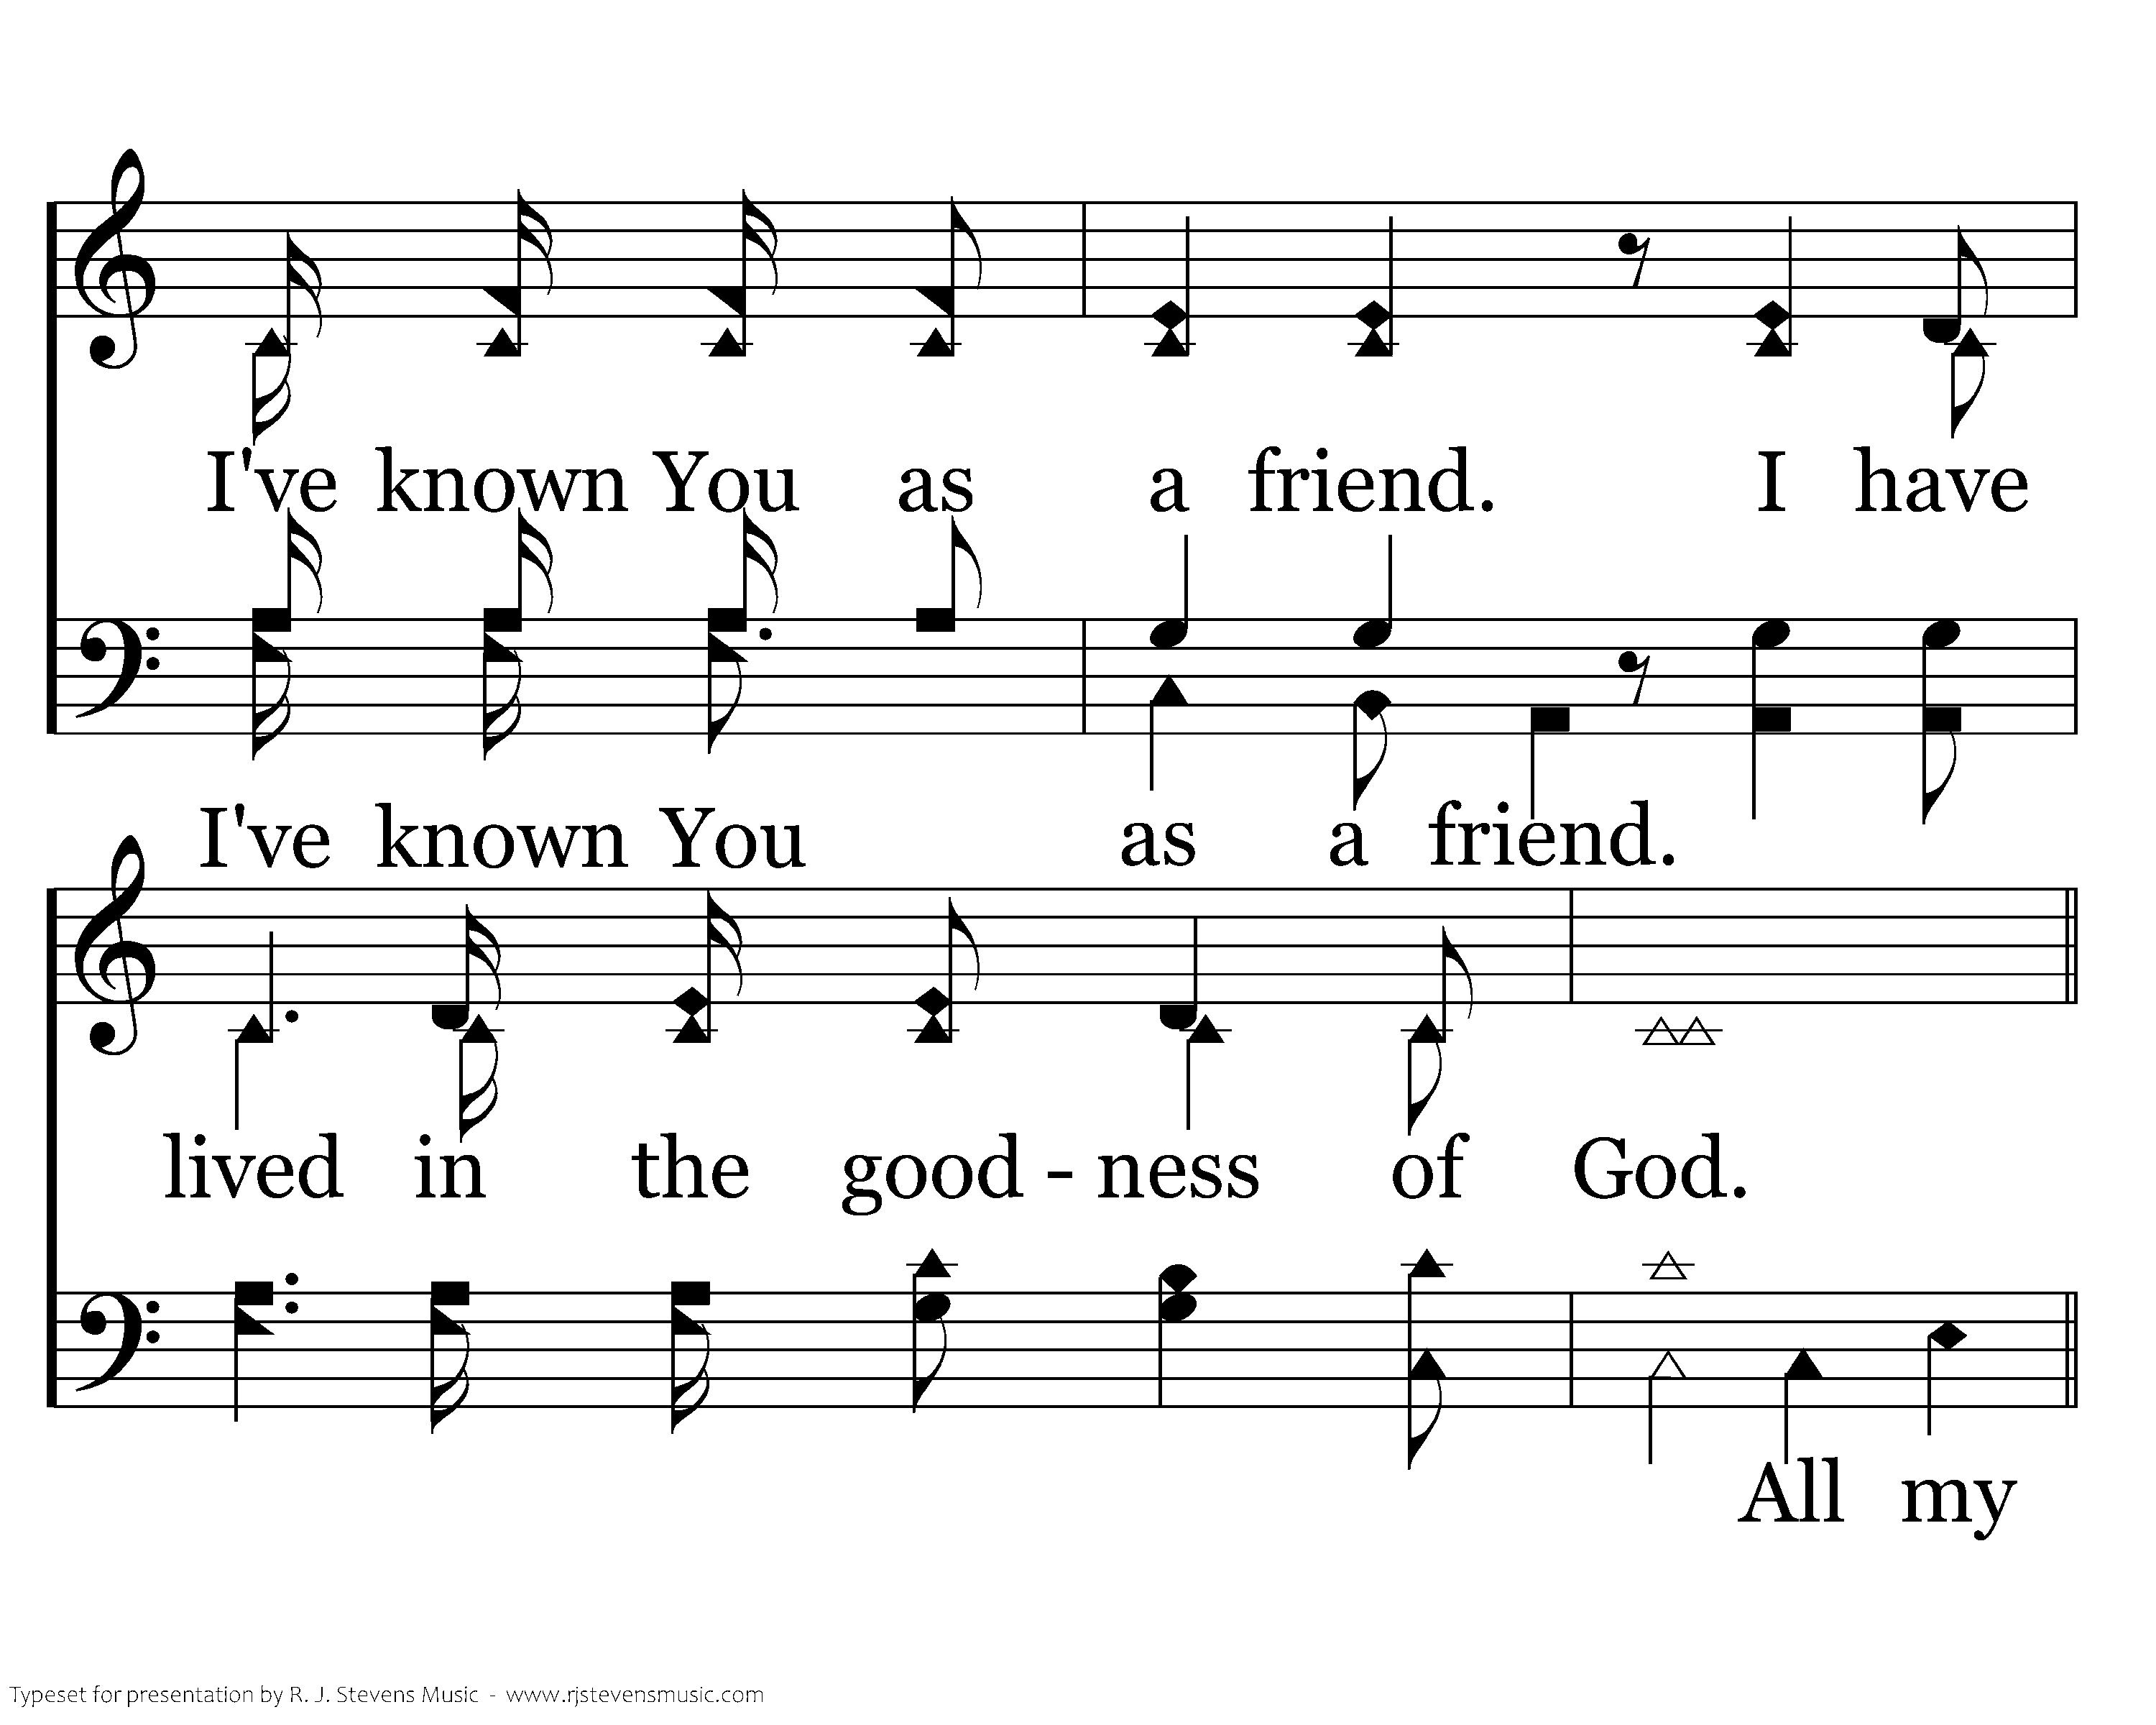 I've known You as a friend. I have
I've known You as a friend.
lived in the good - ness of God.
All my
Typeset for presentation by R. J. Stevens Music - www.rjstevensmusic.com